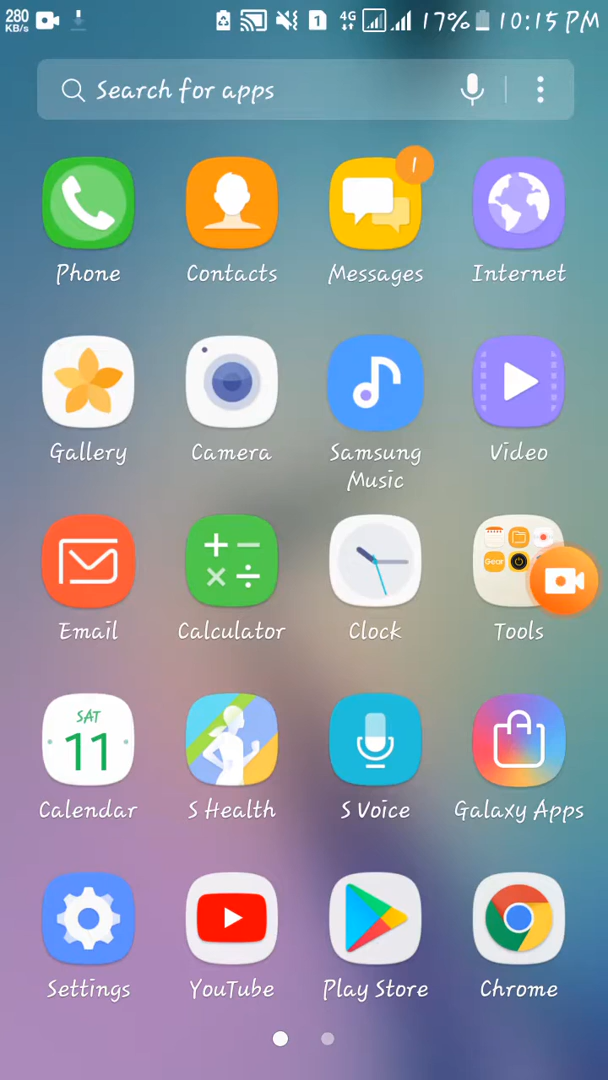 280
KB/s
1
4G
17%
10:15 PM
Search for apps
1
Phone
Contacts
Messages
Internet
Gallery
Camera
Samsung
Music
Video
Gear
Email
Calculator
Clock
Tools
SAT
11
Calendar
S Health
S Voice
Galaxy Apps
Settings
YouTube
Play Store
Chrome